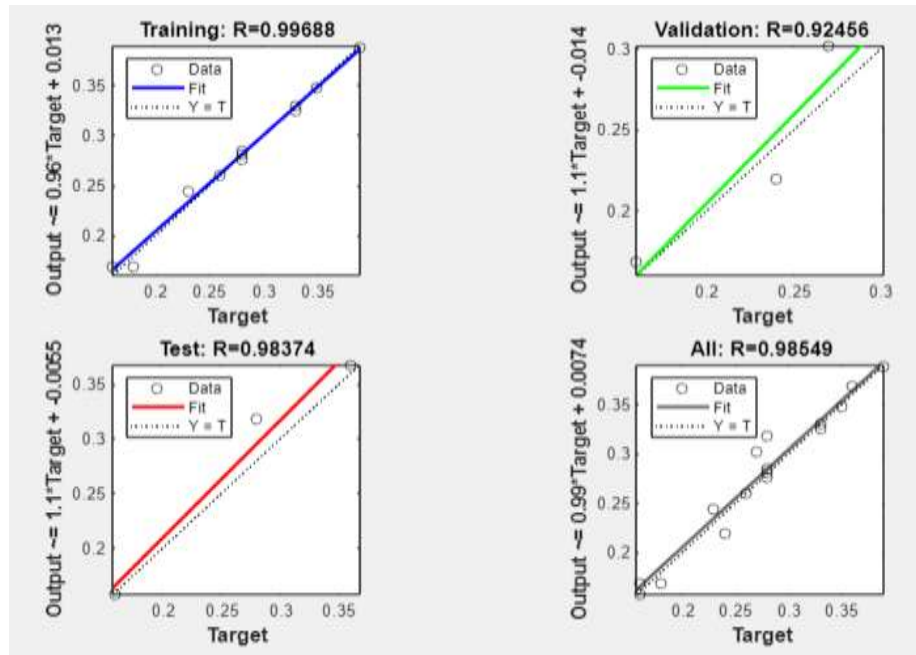 Training: R=0.99688
Output ~= 0.96*Target + 0.013
0.35
0.3
0.25
0.2
Data
Fit
Y = T
0.2 0.25 0.3 0.35
Target
Validation: R=0.92456
Output ~= 1.1*Target + -0.014
0.3
0.25
0.2
Data
Fit
Y = T
0.2 0.25 0.3
Target
Test: R=0.98374
Output ~= 1.1*Target + -0.0055
0.35
0.3
0.25
0.2
Data
Fit
Y = T
0.2 0.25 0.3 0.35
Target
All: R=0.98549
Output ~= 0.99*Target + 0.0074
0.35
0.3
0.25
0.2
Data
Fit
Y = T
0.2 0.25 0.3 0.35
Target